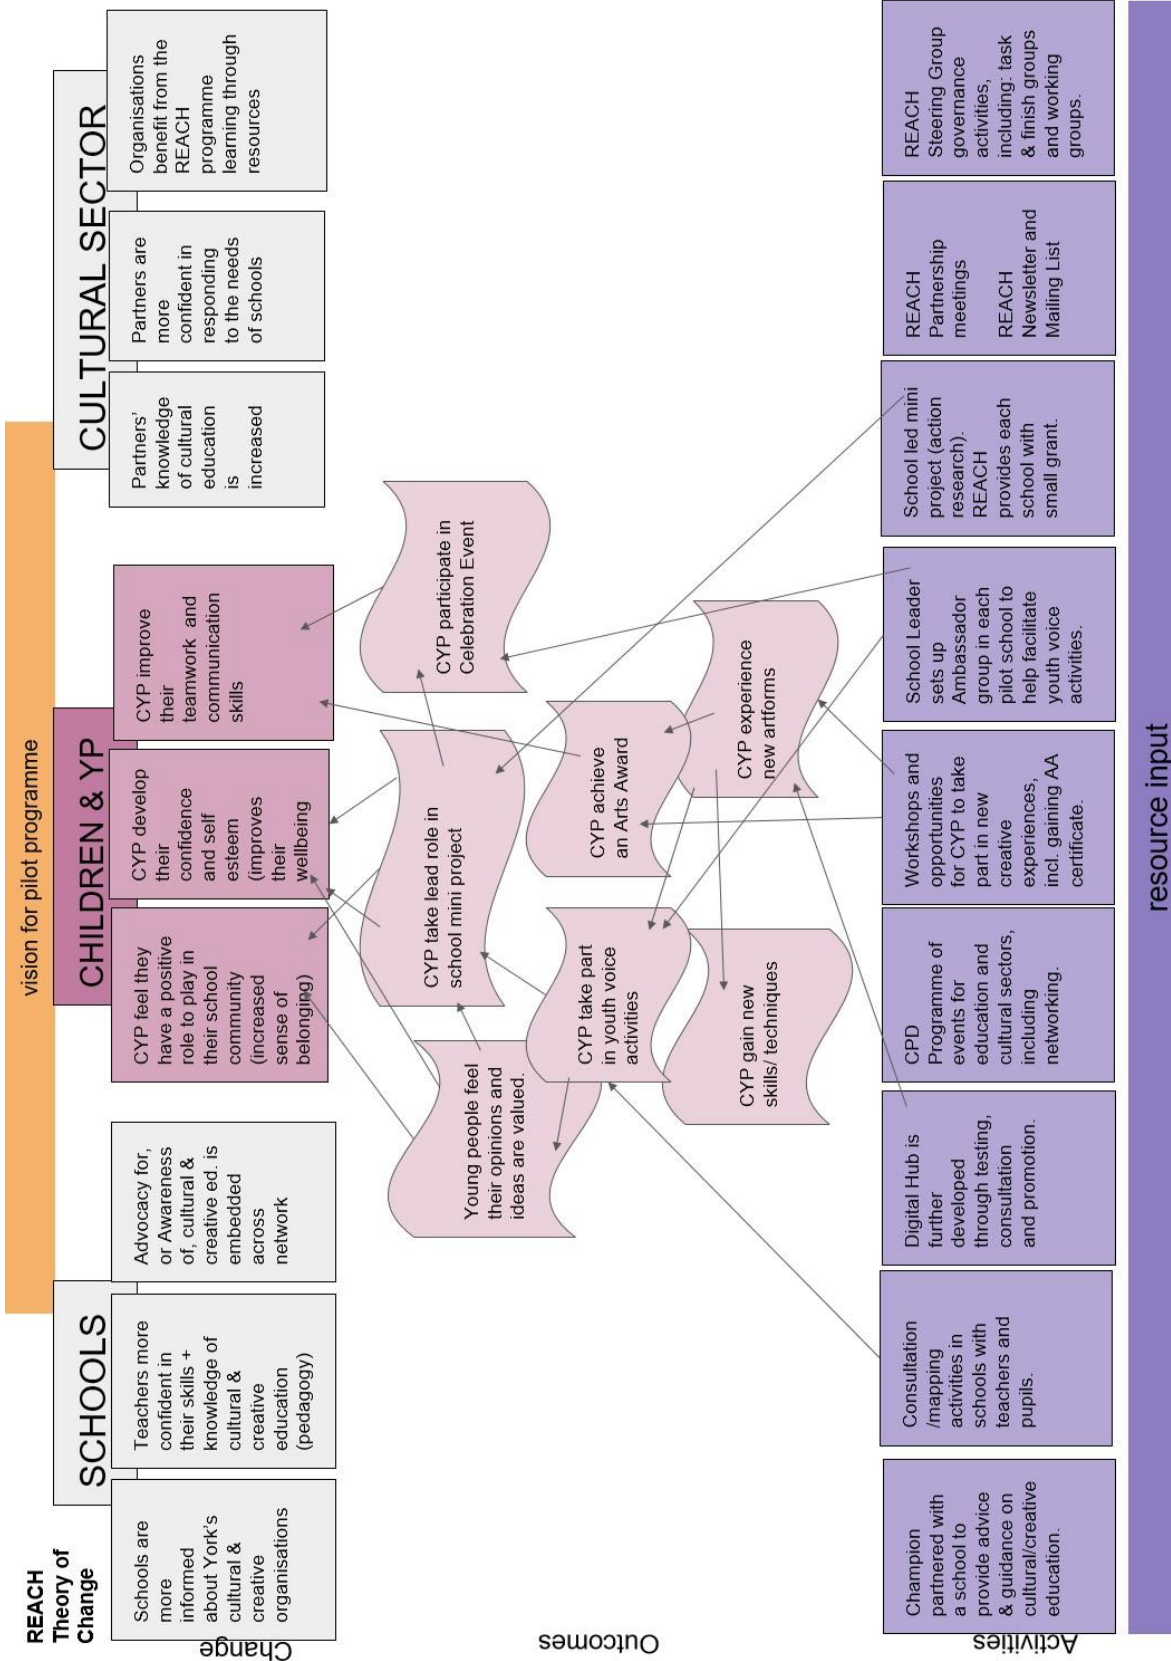 REACH
Theory of
Change
vision for pilot programme
SCHOOLS
CHILDREN & YP
CULTURAL SECTOR
Change
Schools are
more
informed
about York's
cultural &
creative
organisations
Teachers more
confident in
their skills +
knowledge of
cultural &
creative
education
(pedagogy)
Advocacy for,
or Awareness
of, cultural &
creative ed. is
embedded
across
network
CYP feel they
have a positive
role to play in
their school
community
(increased
sense of
belonging)
CYP develop
their
confidence
and self
esteem
(improves
their
wellbeing
CYP improve
their
teamwork and
communication
skills
Partners'
knowledge
of cultural
education
is
increased
Partners are
more
confident in
responding
to the needs
of schools
Organisations
benefit from the
REACH
programme
learning through
resources
Outcomes
Young people feel
their opinions and
ideas are valued.
CYP take lead role in
school mini project
CYP participate in
Celebration Event
CYP take part
in youth voice
activities
CYP achieve
an Arts Award
CYP gain new
skills/ techniques
CYP experience
new artforms
Activities
Champion
partnered with
a school to
provide advice
& guidance on
cultural/creative
education.
Consultation
/mapping
activities in
schools with
teachers and
pupils.
Digital Hub is
further
developed
through testing,
consultation
and promotion.
CPD
Programme of
events for
education and
cultural sectors,
including
networking.
Workshops and
opportunities
for CYP to take
part in new
creative
experiences,
incl. gaining AA
certificate.
School Leader
sets up
Ambassador
group in each
pilot school to
help facilitate
youth voice
activities.
School led mini
project (action
research).
REACH
provides each
school with
small grant.
REACH
Partnership
meetings
REACH
Newsletter and
Mailing List
REACH
Steering Group
governance
activities,
including: task
& finish groups
and working
groups.
resource input